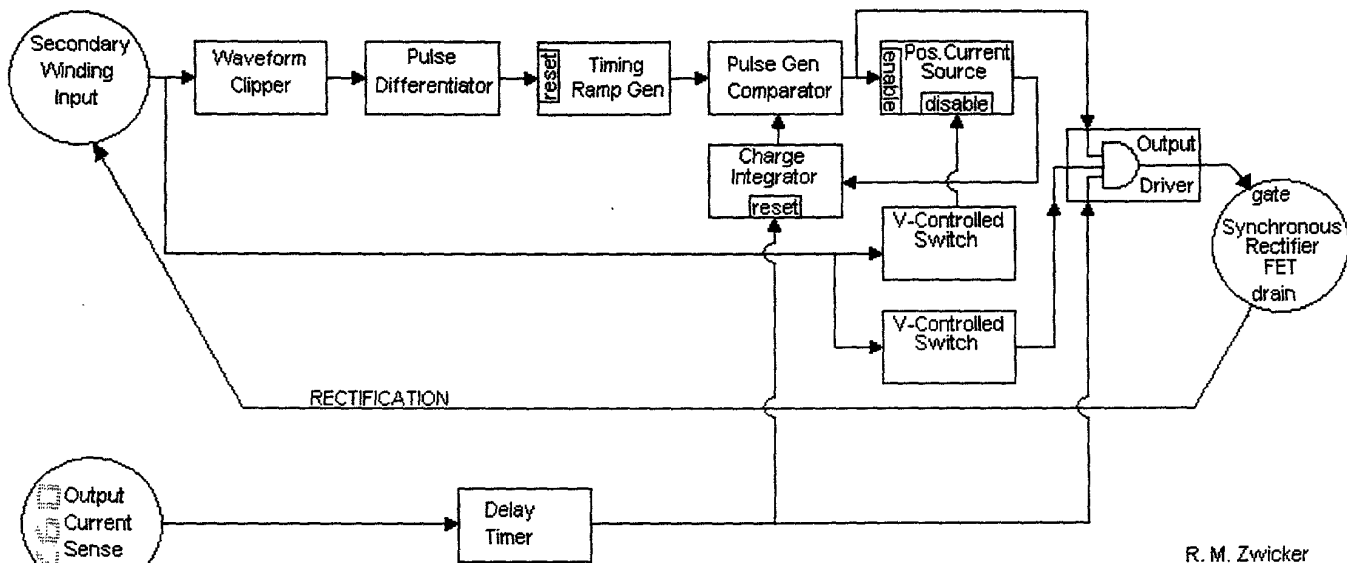 Secondary
Winding
Input
Waveform
Clipper
Pulse
Differentiator
reset
Timing
Ramp Gen
Pulse Gen
Comparator
enable
Pos. Current
Source
disable
Charge
Integrator
reset
Output
Driver
V-Controlled
Switch
gate
Synchronous
Rectifier
FET
drain
V-Controlled
Switch
RECTIFICATION
Output
Current
Sense
Delay
Timer
R. M. Zwicker